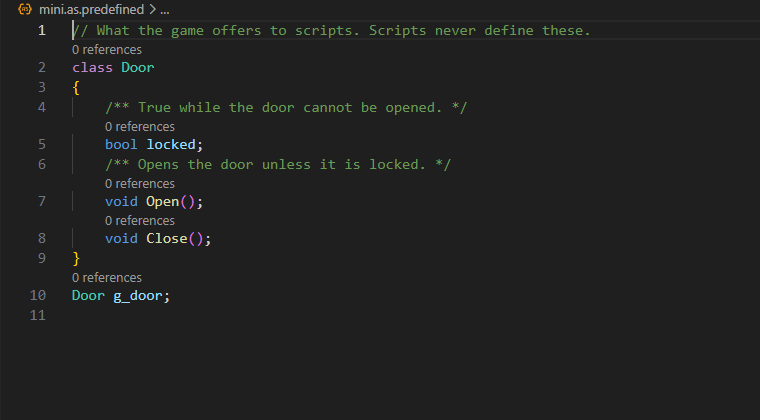 mini.as.predefined > ...
1 // What the game offers to scripts. Scripts never define these.
0 references
2 class Door
3 {
4 /** True while the door cannot be opened. */
0 references
5 bool locked;
6 /** Opens the door unless it is locked. */
0 references
7 void Open();
0 references
8 void Close();
9 }
0 references
10 Door g_door;
11